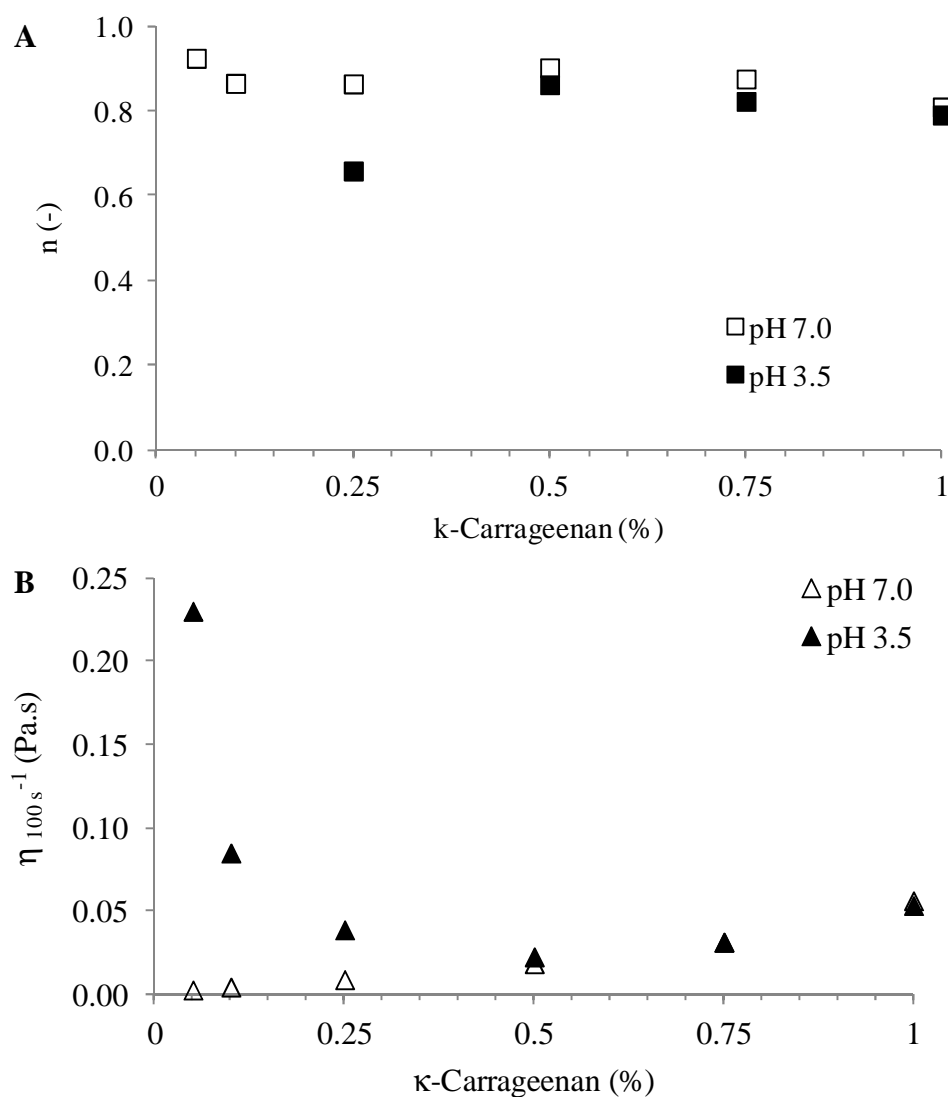 A
1.0
0.8
0.6
0.4
0.2
0.0
n (-)
pH 7.0
pH 3.5
0 0.25 0.5 0.75 1
k-Carrageenan (%)
B
0.25
0.20
0.15
0.10
0.05
0.00
η 100 s⁻¹ (Pa.s)
pH 7.0
pH 3.5
0 0.25 0.5 0.75 1
κ-Carrageenan (%)